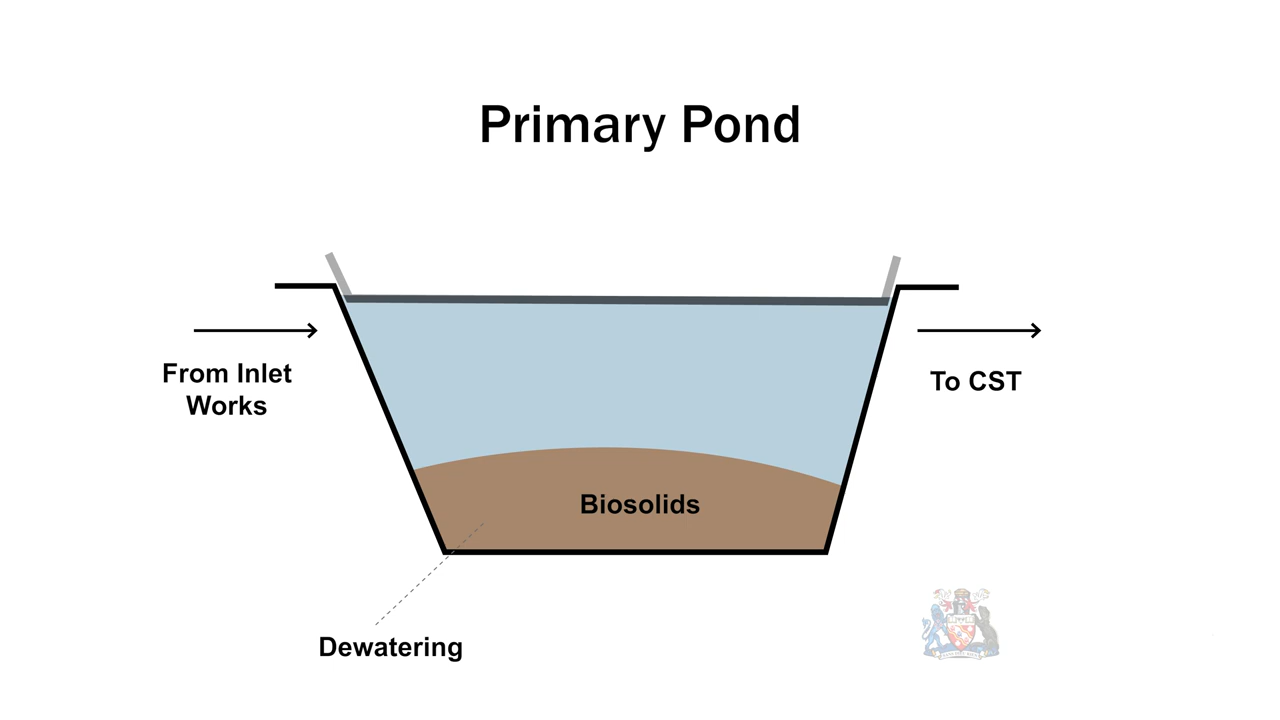 Primary Pond
From Inlet
Works
To CST
Biosolids
Dewatering